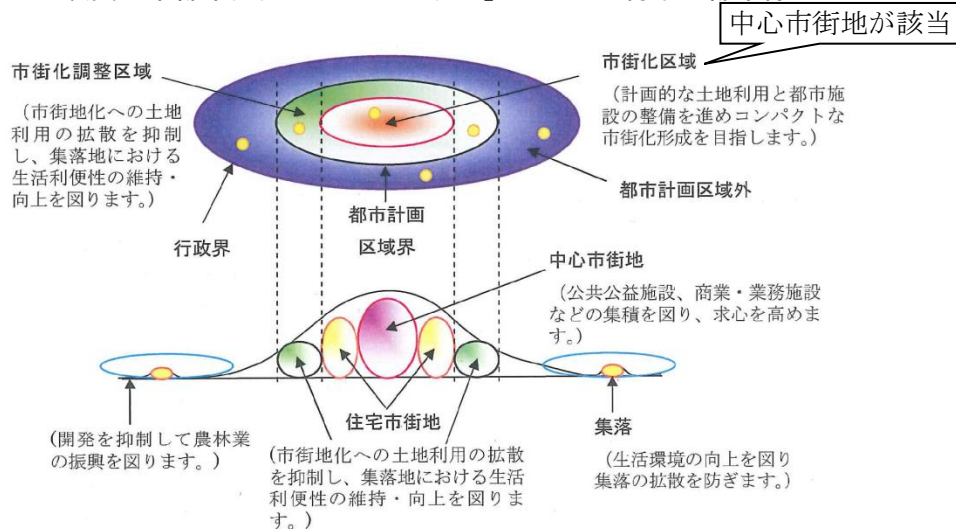 中心市街地が該当
市街化調整区域
(市街地化への土地
利用の拡散を抑制
し、集落地における
生活利便性の維持・
向上を図ります。)
市街化区域
(計画的な土地利用と都市施
設の整備を進めコンパクトな
市街化形成を目指します。)
都市計画区域外
行政界
都市計画
区域界
中心市街地
(公共公益施設、商業・業務施設
などの集積を図り、求心を高めま
す。)
住宅市街地
集落
(開発を抑制して農林業
の振興を図ります。)
(市街地化への土地利用の拡散
を抑制し、集落地における生活
利便性の維持・向上を図りま
す。)
(生活環境の向上を図り
集落の拡散を防ぎます。)